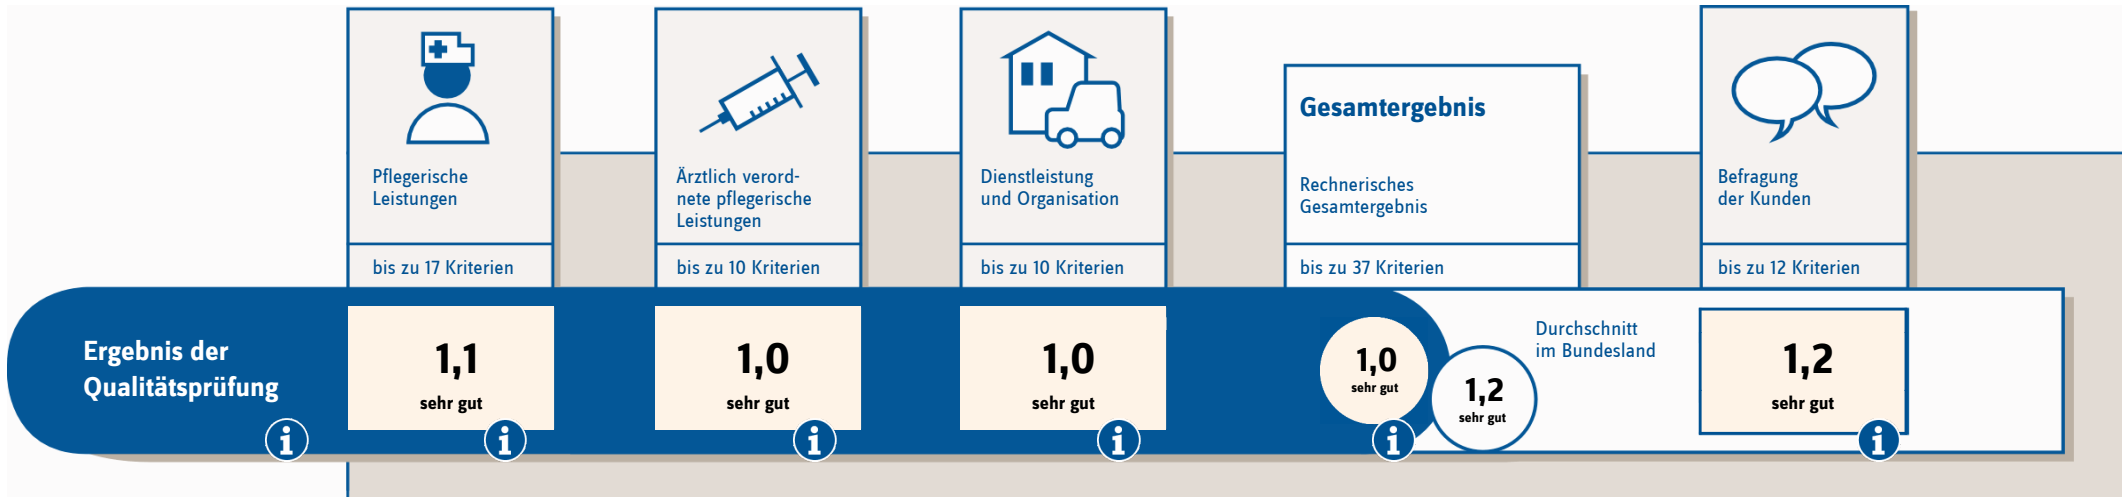 Pflegerische
Leistungen
bis zu 17 Kriterien
Ärztlich verord-
nete pflegerische
Leistungen
bis zu 10 Kriterien
Dienstleistung
und Organisation
bis zu 10 Kriterien
Gesamtergebnis
Rechnerisches
Gesamtergebnis
bis zu 37 Kriterien
Befragung
der Kunden
bis zu 12 Kriterien
Ergebnis der
Qualitätsprüfung
i
1,1
sehr gut
i
1,0
sehr gut
i
1,0
sehr gut
i
1,0
sehr gut
i
1,2
sehr gut
Durchschnitt
im Bundesland
1,2
sehr gut
i